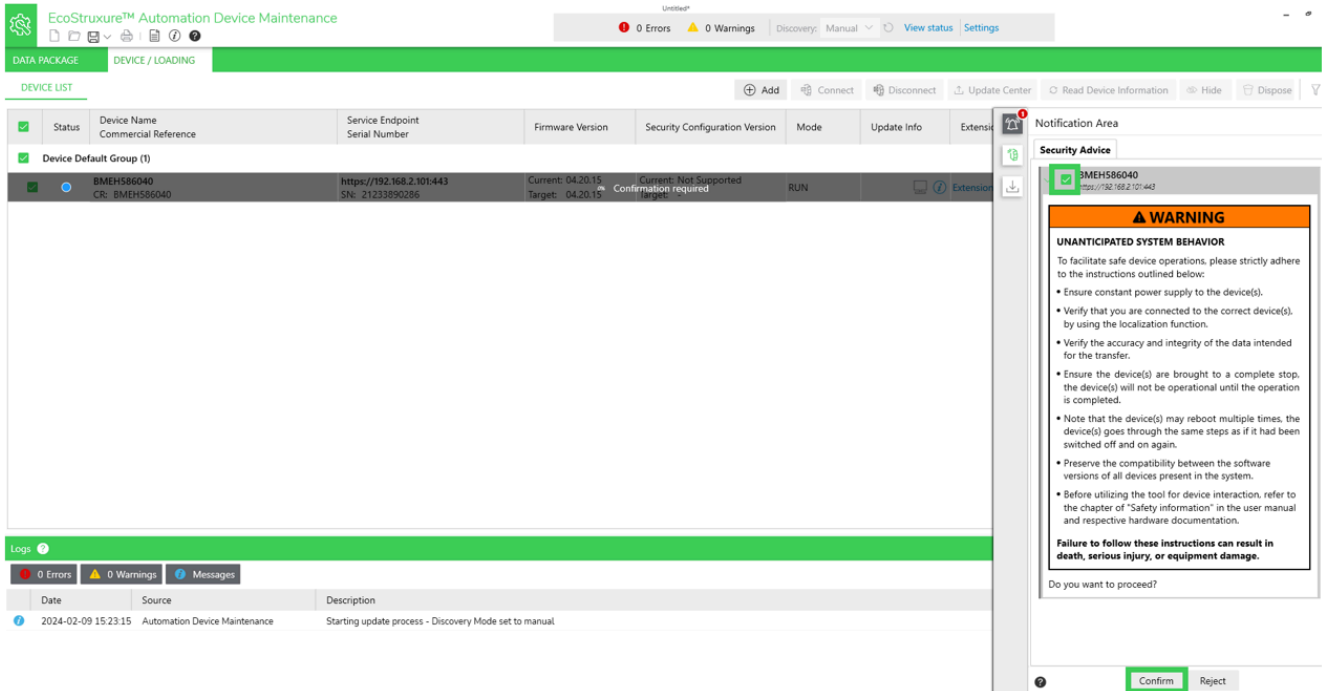 Untitled*
EcoStruxure™ Automation Device Maintenance
0 Errors 0 Warnings Discovery: Manual View status Settings
DATA PACKAGE DEVICE / LOADING
DEVICE LIST
Add Connect Disconnect Update Center Read Device Information Hide Dispose
Status
Device Name
Commercial Reference
Service Endpoint
Serial Number
Firmware Version Security Configuration Version Mode Update Info Extensio
Device Default Group (1)
BMEH586040
CR: BMEH586040
https://192.168.2.101:443
SN: 21233890286
Current: 04.20.15
Target: 04.20.15
Current: Not Supported
Target: -
Confirmation required
RUN
Extension
1
Notification Area
Security Advice
BMEH586040
https://192.168.2.101:443
WARNING
UNANTICIPATED SYSTEM BEHAVIOR
To facilitate safe device operations, please strictly adhere
to the instructions outlined below:
• Ensure constant power supply to the device(s).
• Verify that you are connected to the correct device(s),
by using the localization function.
• Verify the accuracy and integrity of the data intended
for the transfer.
• Ensure the device(s) are brought to a complete stop,
the device(s) will not be operational until the operation
is completed.
• Note that the device(s) may reboot multiple times, the
device(s) goes through the same steps as if it had been
switched off and on again.
• Preserve the compatibility between the software
versions of all devices present in the system.
• Before utilizing the tool for device interaction, refer to
the chapter of "Safety information" in the user manual
and respective hardware documentation.
Failure to follow these instructions can result in
death, serious injury, or equipment damage.
Do you want to proceed?
Confirm Reject
Logs
0 Errors 0 Warnings Messages
Date Source Description
2024-02-09 15:23:15 Automation Device Maintenance Starting update process - Discovery Mode set to manual